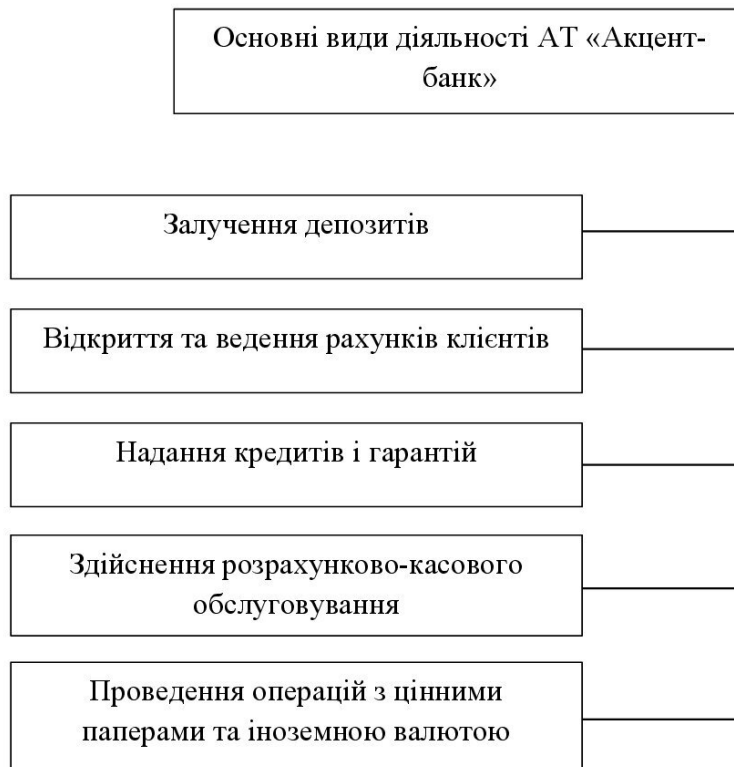 Основні види діяльності АТ «Акцент-
банк»
Залучення депозитів
Відкриття та ведення рахунків клієнтів
Надання кредитів і гарантій
Здійснення розрахунково-касового
обслуговування
Проведення операцій з цінними
паперами та іноземною валютою